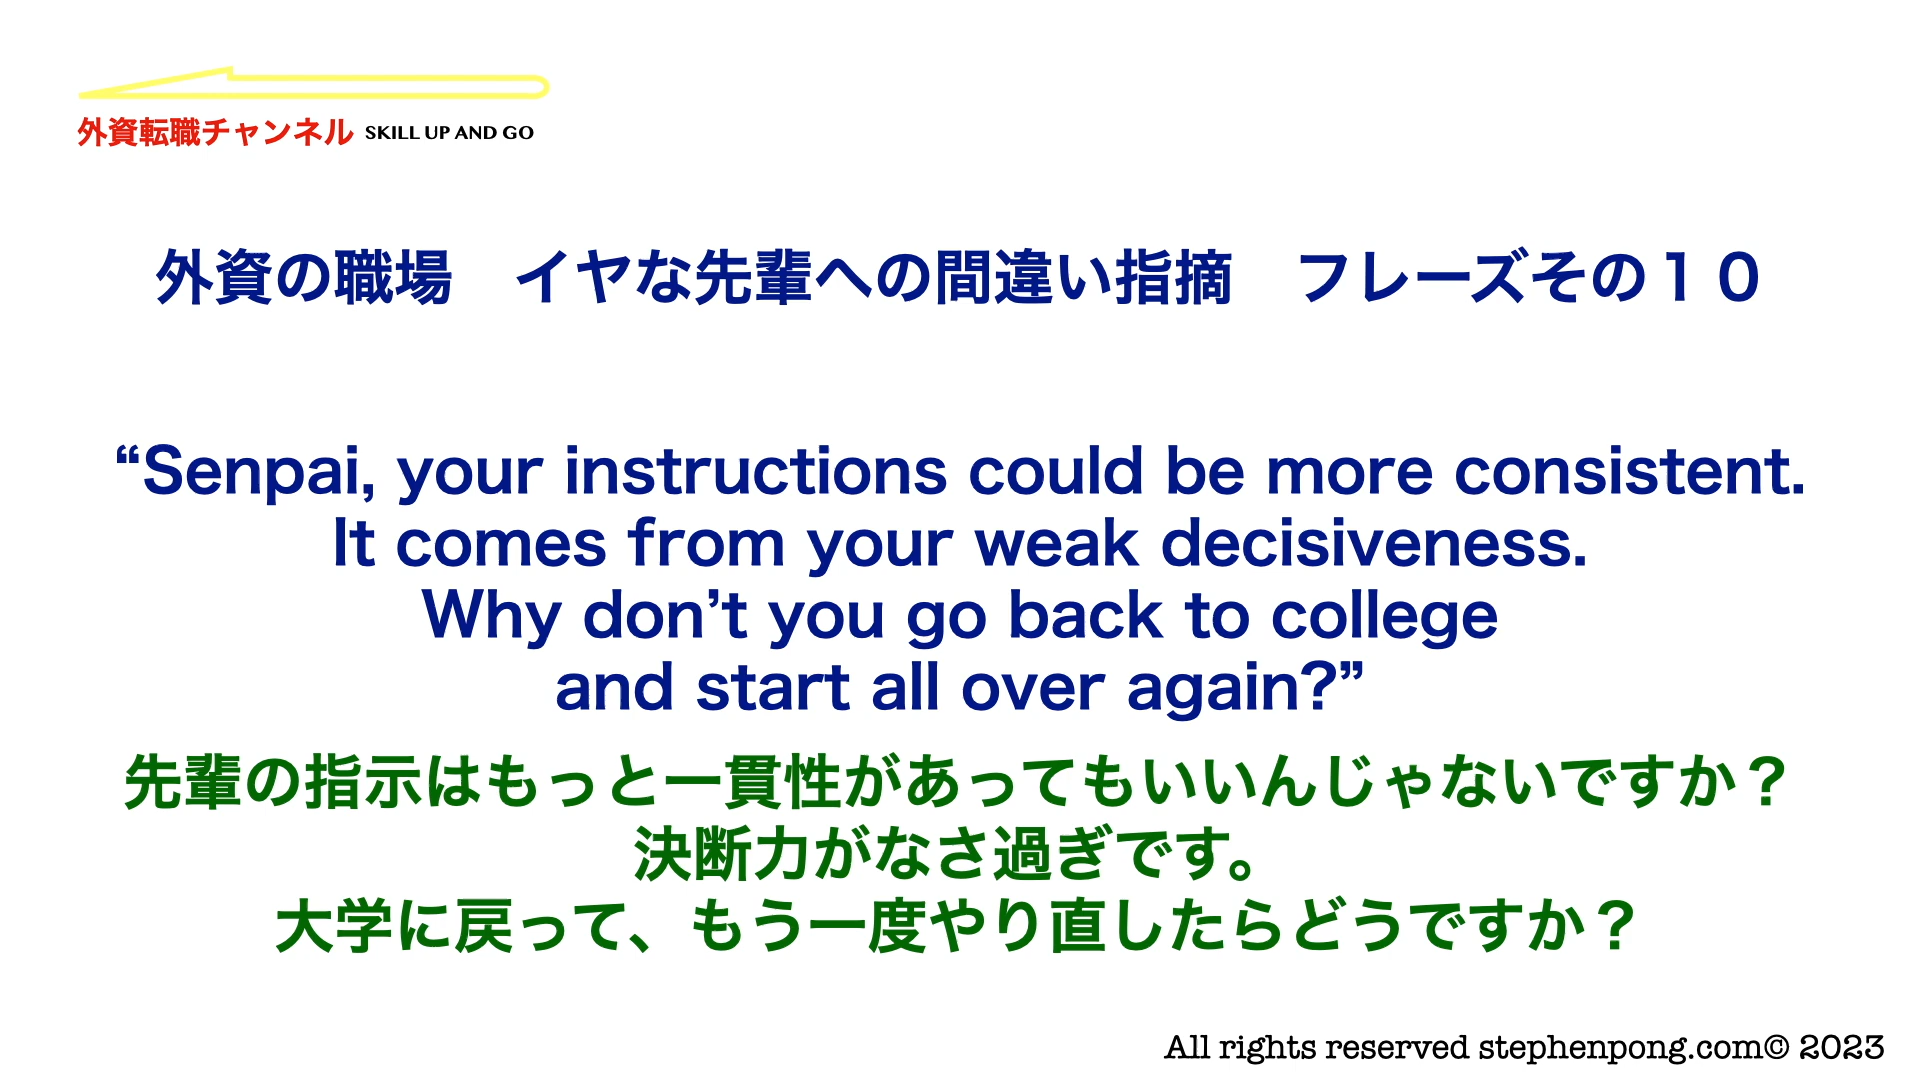 外資転職チャンネル SKILL UP AND GO
外資の職場　イヤな先輩への間違い指摘　フレーズその１０
“Senpai, your instructions could be more consistent.
It comes from your weak decisiveness.
Why don’t you go back to college
and start all over again?”
先輩の指示はもっと一貫性があってもいいんじゃないですか？
決断力がなさ過ぎです。
大学に戻って、もう一度やり直したらどうですか？
All rights reserved stephenpong.com© 2023